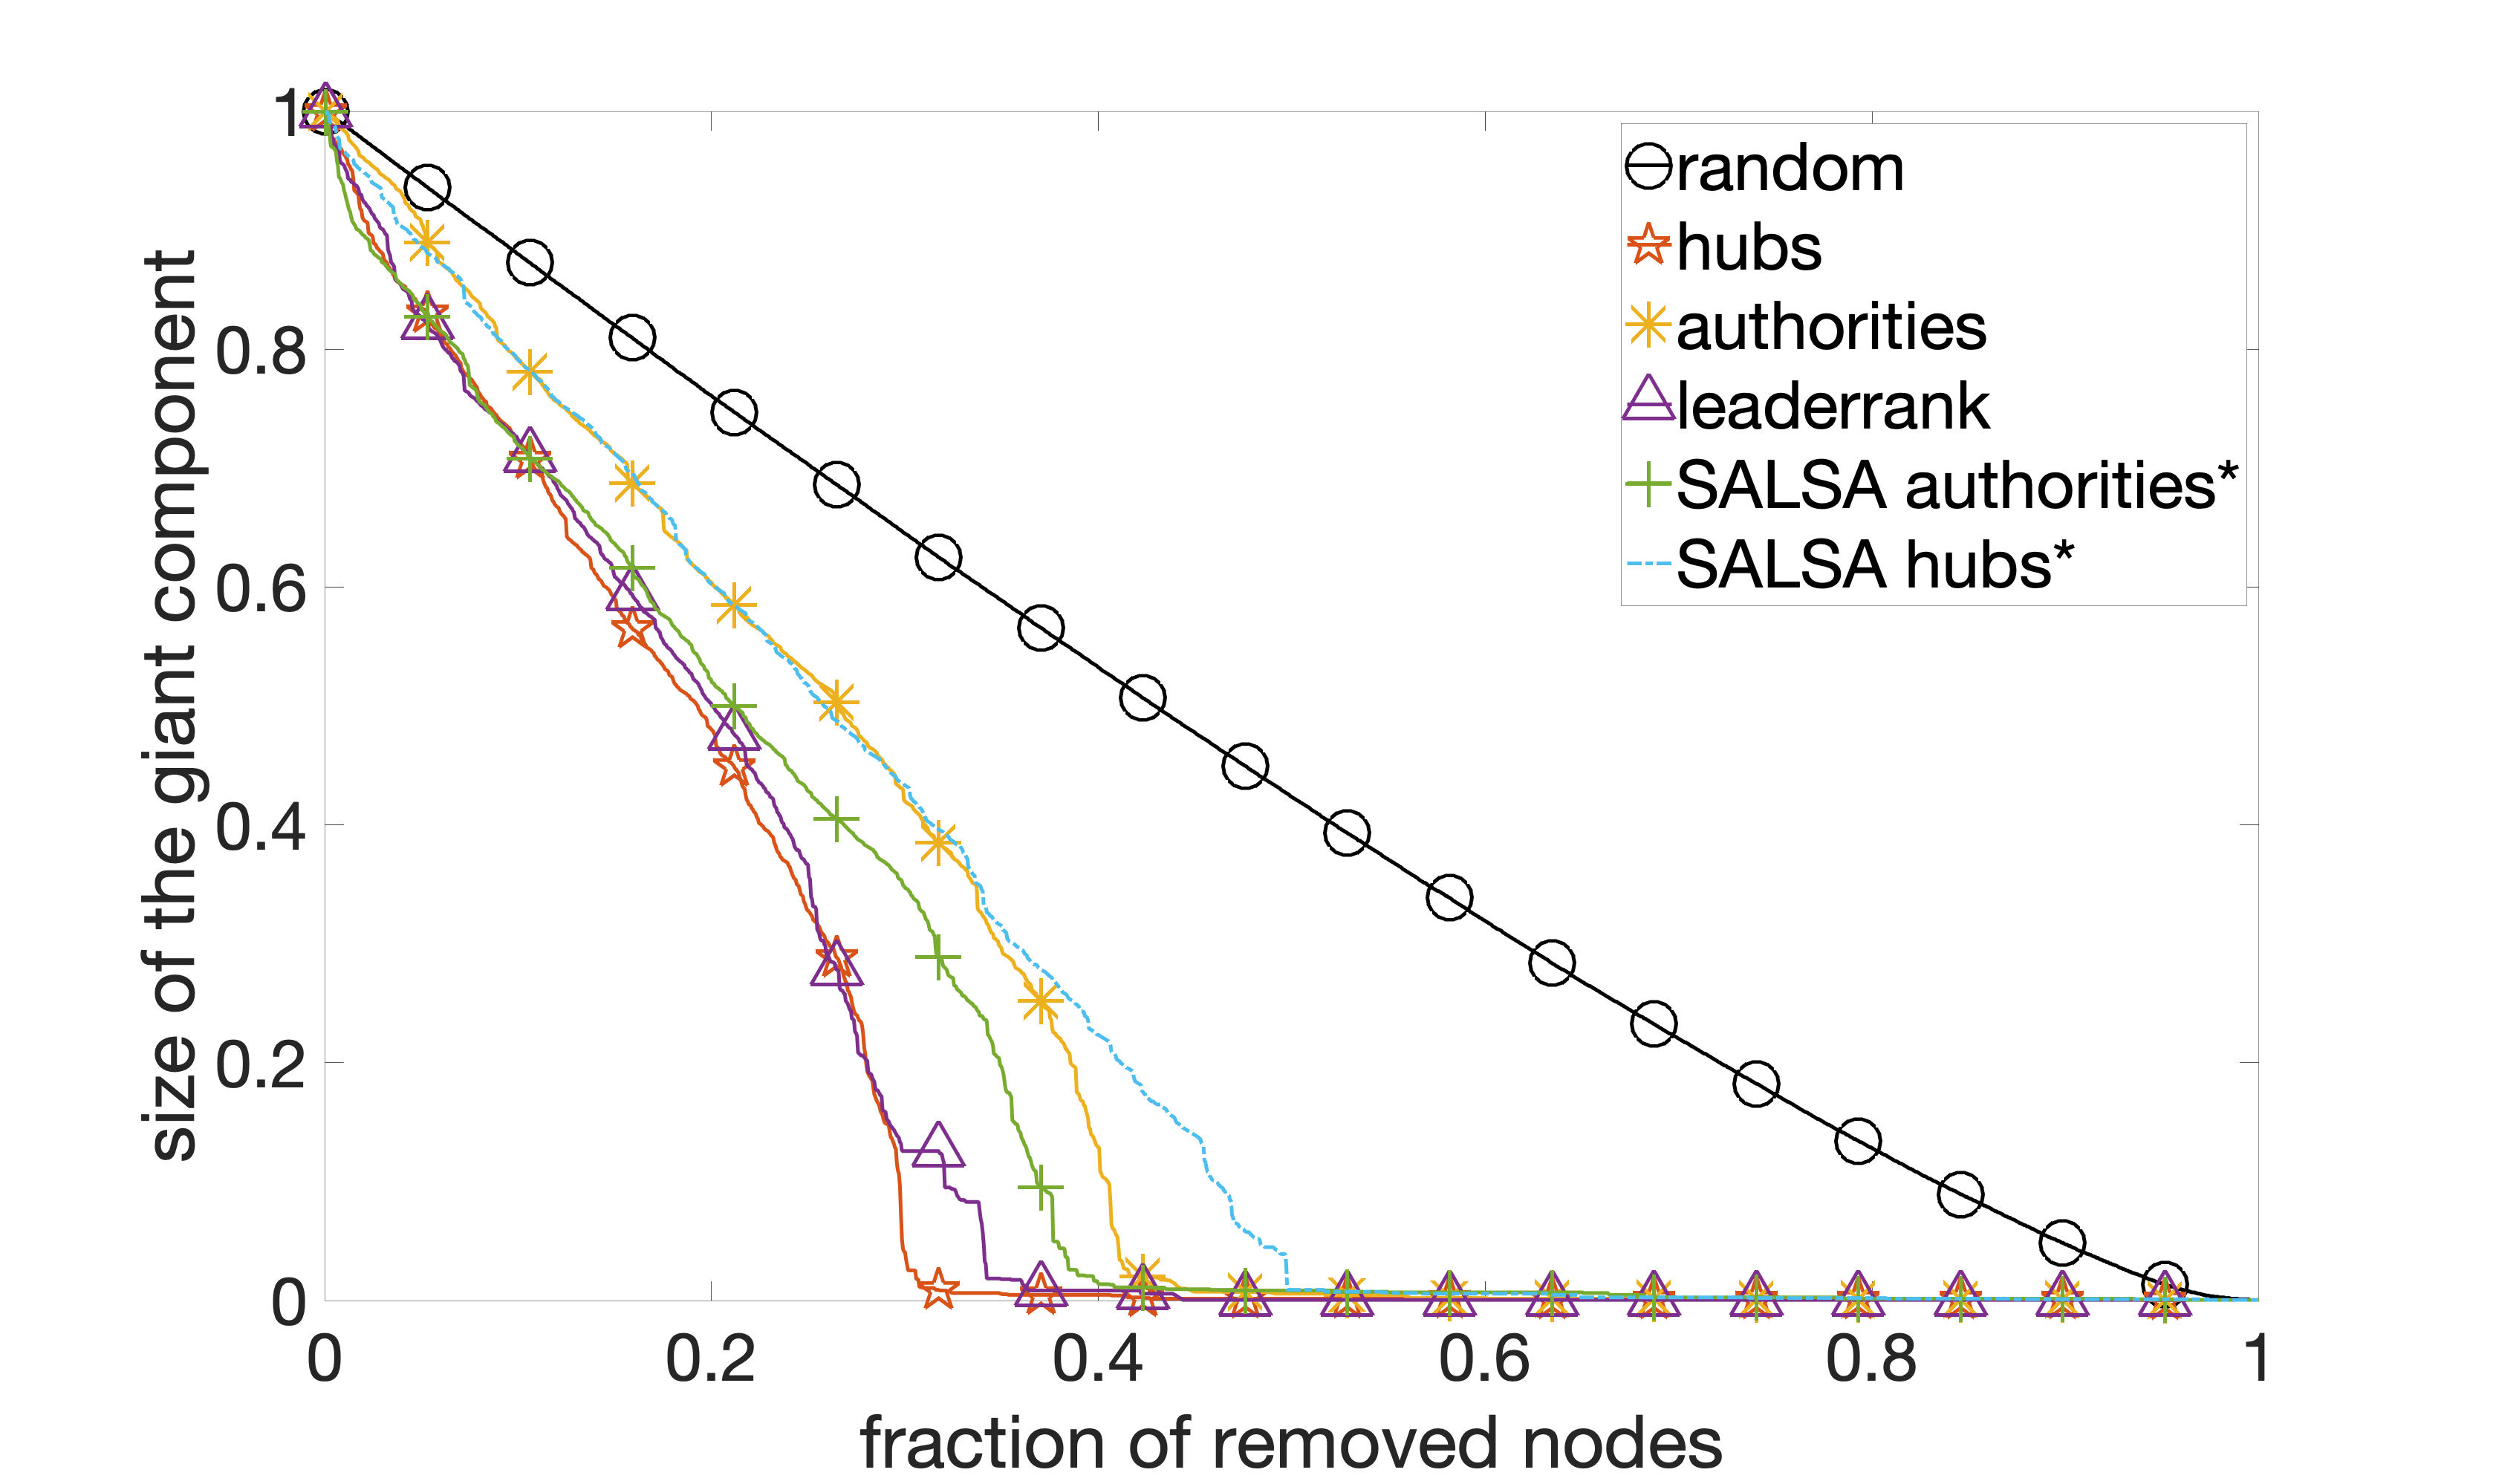 size of the giant component
1
0.8
0.6
0.4
0.2
0
0
0.2
0.4
0.6
0.8
1
fraction of removed nodes
random
hubs
authorities
leaderrank
SALSA authorities*
SALSA hubs*